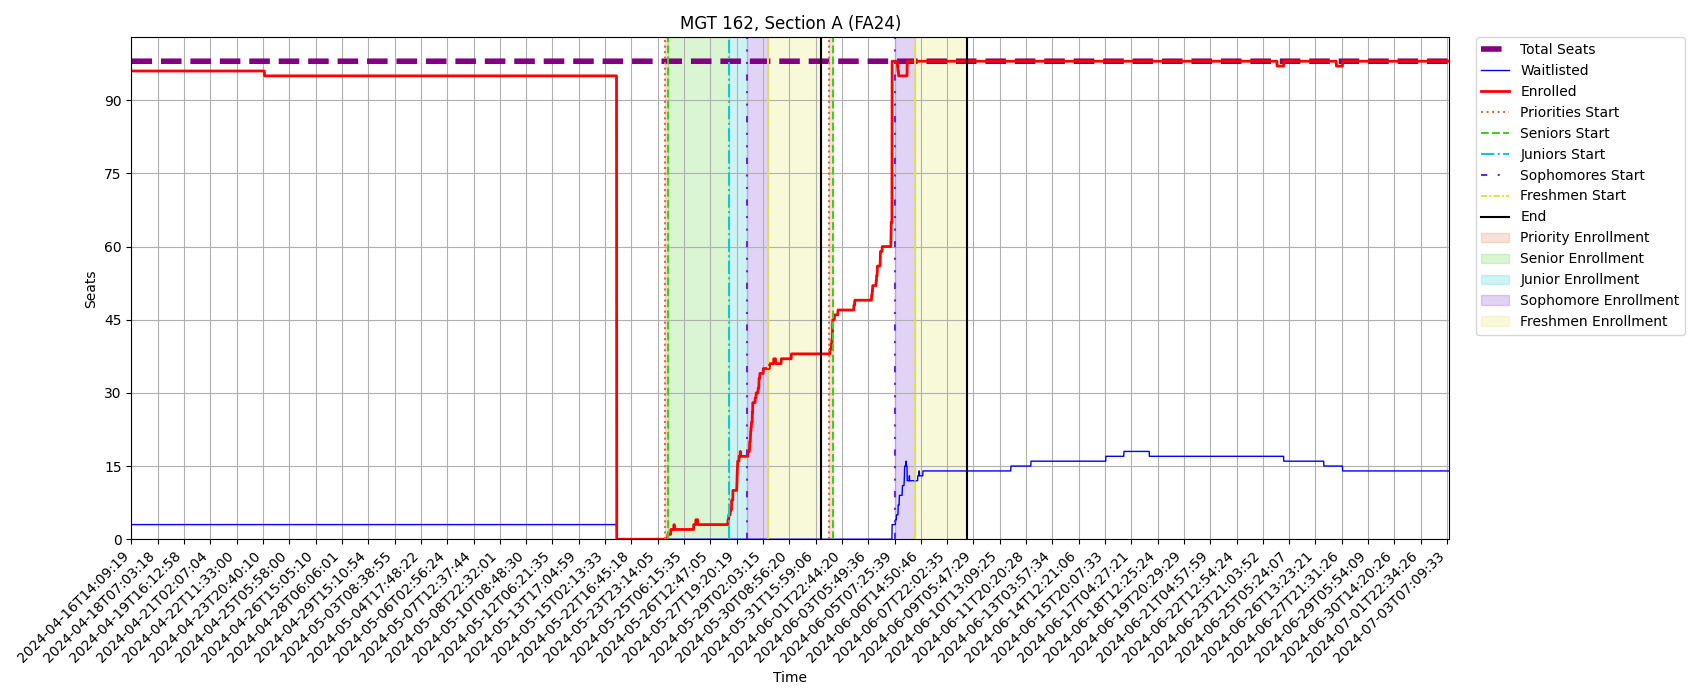 MGT 162, Section A (FA24)
Total Seats
Waitlisted
Enrolled
Priorities Start
Seniors Start
Juniors Start
Sophomores Start
Freshmen Start
End
Priority Enrollment
Senior Enrollment
Junior Enrollment
Sophomore Enrollment
Freshmen Enrollment
Seats
90
75
60
45
30
15
0
2024-04-16T14:09:19
2024-04-18T07:03:18
2024-04-19T16:12:58
2024-04-21T02:07:04
2024-04-22T11:33:00
2024-04-23T20:40:16
2024-04-25T05:58:00
2024-04-26T15:05:10
2024-04-28T06:06:01
2024-04-29T15:10:54
2024-05-03T08:38:55
2024-05-04T17:48:22
2024-05-06T02:56:24
2024-05-07T12:37:44
2024-05-08T22:32:01
2024-05-10T08:48:30
2024-05-12T06:21:35
2024-05-13T17:04:59
2024-05-15T02:13:33
2024-05-22T16:45:18
2024-05-23T23:14:05
2024-05-25T06:15:35
2024-05-26T12:47:05
2024-05-27T19:20:19
2024-05-29T02:03:15
2024-05-30T08:56:20
2024-05-31T15:59:06
2024-06-01T22:44:20
2024-06-03T05:49:36
2024-06-05T07:25:39
2024-06-06T14:50:46
2024-06-07T22:02:35
2024-06-09T05:47:29
2024-06-10T13:09:25
2024-06-11T20:20:28
2024-06-13T03:57:34
2024-06-14T12:21:06
2024-06-15T20:07:33
2024-06-17T04:27:21
2024-06-18T12:25:24
2024-06-19T20:29:29
2024-06-21T04:57:59
2024-06-22T12:54:24
2024-06-23T21:03:52
2024-06-25T05:24:07
2024-06-26T13:23:21
2024-06-27T21:31:26
2024-06-29T05:54:09
2024-06-30T14:20:26
2024-07-01T22:34:26
2024-07-03T07:09:33
Time